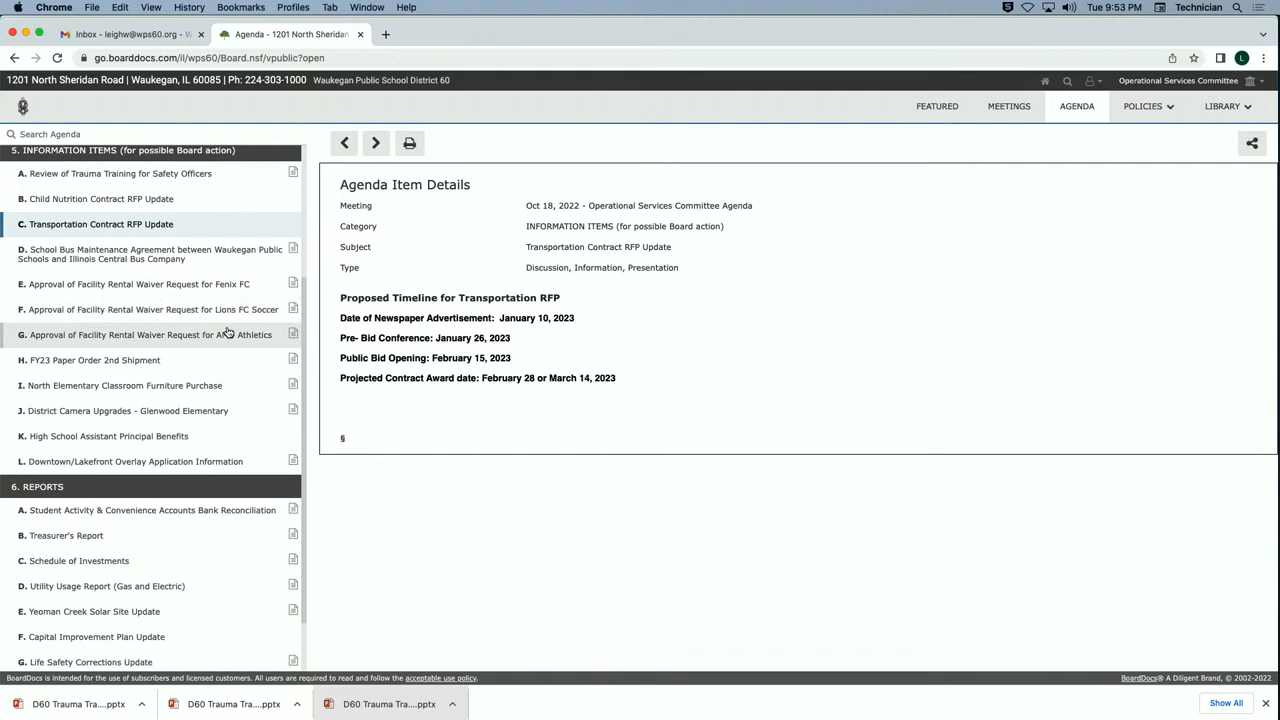 Chrome File Edit View History Bookmarks Profiles Tab Window Help Tue 9:53 PM Technician
Inbox - leighw@wps60.org - W Agenda - 1201 North Sheridan
go.boarddocs.com/il/wps60/Board.nsf/vpublic?open
1201 North Sheridan Road | Waukegan, IL 60085 | Ph: 224-303-1000 Waukegan Public School District 60 Operational Services Committee
FEATURED MEETINGS AGENDA POLICIES LIBRARY
Search Agenda
5. INFORMATION ITEMS (for possible Board action)
A. Review of Trauma Training for Safety Officers
B. Child Nutrition Contract RFP Update
C. Transportation Contract RFP Update
D. School Bus Maintenance Agreement between Waukegan Public
Schools and Illinois Central Bus Company
E. Approval of Facility Rental Waiver Request for Fenix FC
F. Approval of Facility Rental Waiver Request for Lions FC Soccer
G. Approval of Facility Rental Waiver Request for Athletics
H. FY23 Paper Order 2nd Shipment
I. North Elementary Classroom Furniture Purchase
J. District Camera Upgrades - Glenwood Elementary
K. High School Assistant Principal Benefits
L. Downtown/Lakefront Overlay Application Information
6. REPORTS
A. Student Activity & Convenience Accounts Bank Reconciliation
B. Treasurer's Report
C. Schedule of Investments
D. Utility Usage Report (Gas and Electric)
E. Yeoman Creek Solar Site Update
F. Capital Improvement Plan Update
G. Life Safety Corrections Update
Agenda Item Details
Meeting Oct 18, 2022 - Operational Services Committee Agenda
Category INFORMATION ITEMS (for possible Board action)
Subject Transportation Contract RFP Update
Type Discussion, Information, Presentation
Proposed Timeline for Transportation RFP
Date of Newspaper Advertisement: January 10, 2023
Pre- Bid Conference: January 26, 2023
Public Bid Opening: February 15, 2023
Projected Contract Award date: February 28 or March 14, 2023
§
BoardDocs is intended for the use of subscribers and licensed customers. All users are required to read and follow the acceptable use policy. BoardDocs® A Diligent Brand, © 2002-2022
D60 Trauma Tra....pptx D60 Trauma Tra....pptx D60 Trauma Tra....pptx Show All